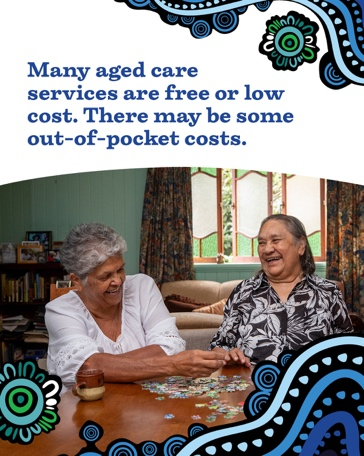 Many aged care
services are free or low
cost. There may be some
out-of-pocket costs.